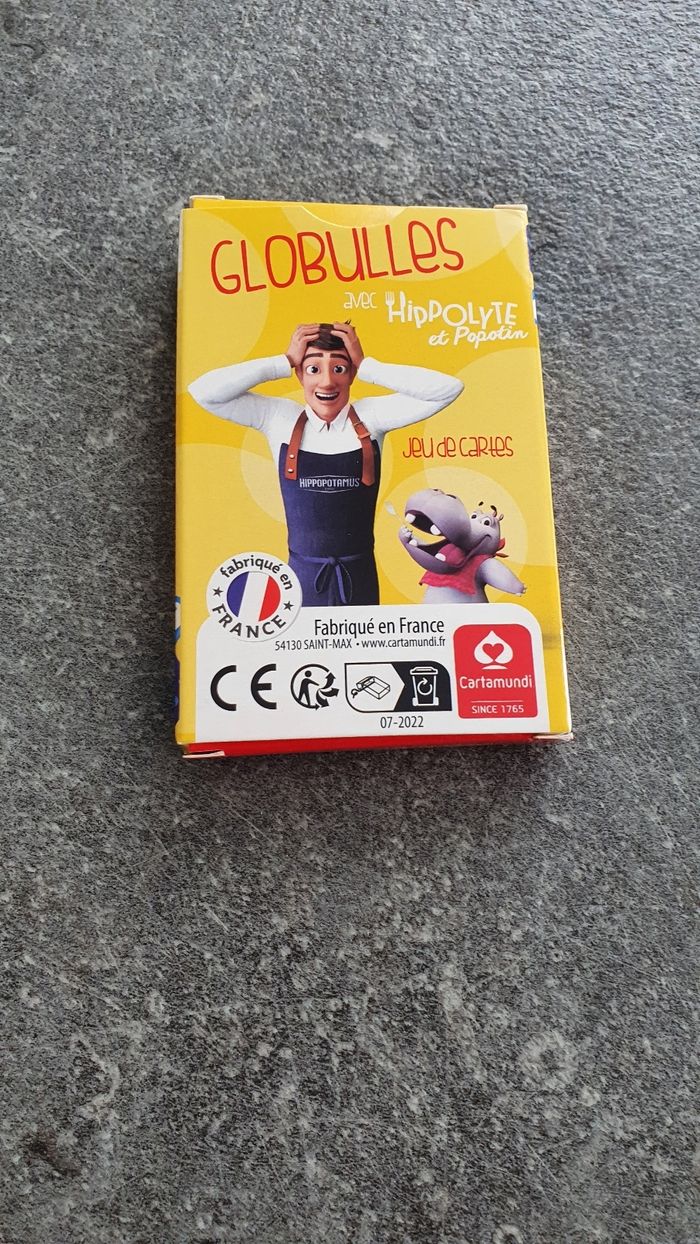 GLOBULLES
avec HIPPOLYTE
et Popotin
JEU DE CARTES
HIPPOPOTAMUS
fabriqué en
FRANCE
Fabriqué en France
54130 SAINT-MAX • www.cartamundi.fr
CE
07-2022
Cartamundi
SINCE 1765